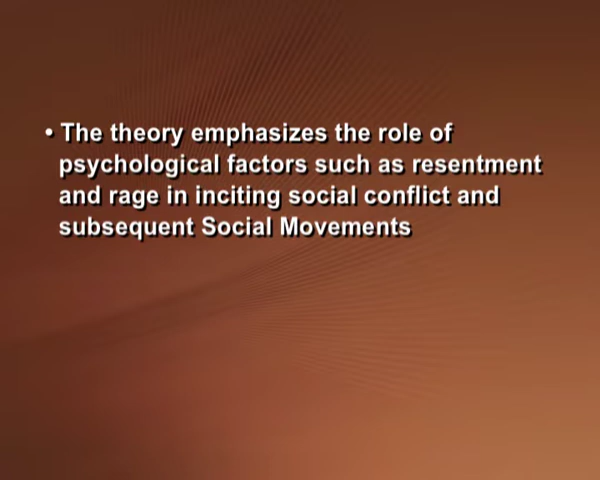 • The theory emphasizes the role of
psychological factors such as resentment
and rage in inciting social conflict and
subsequent Social Movements